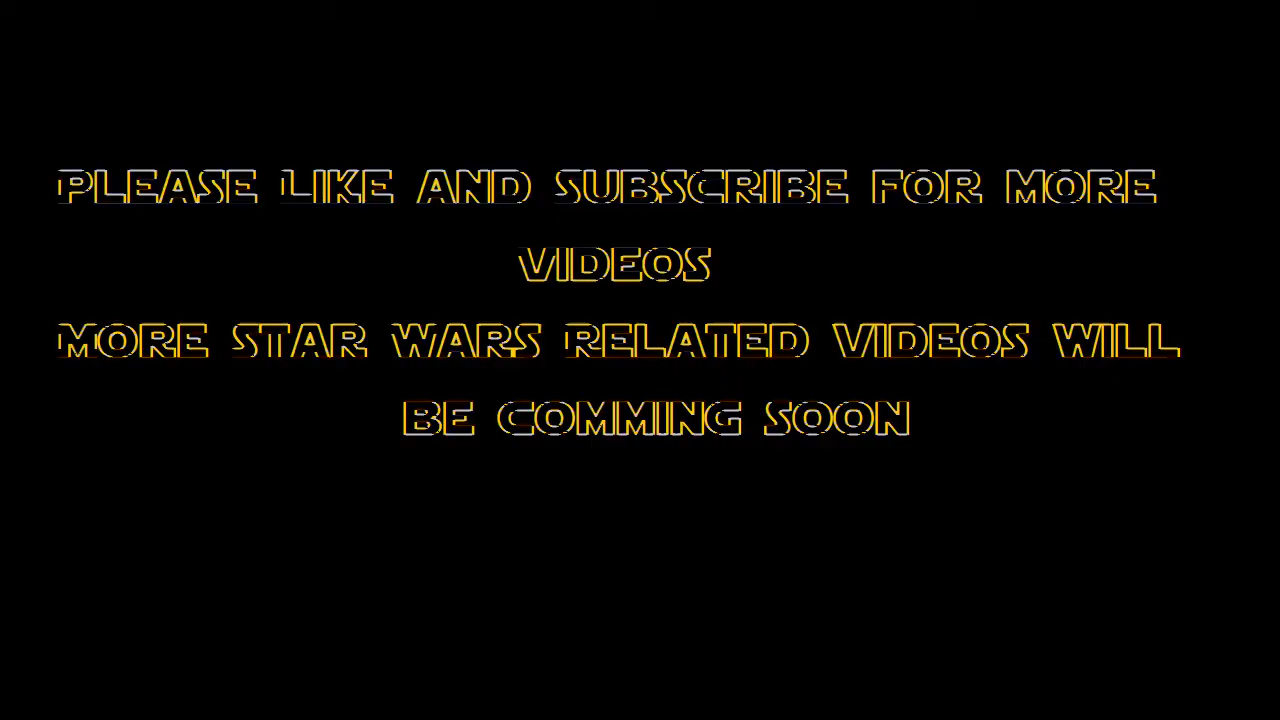 PLEASE LIKE AND SUBSCRIBE FOR MORE
VIDEOS
MORE STAR WARS RELATED VIDEOS WILL
BE COMMING SOON